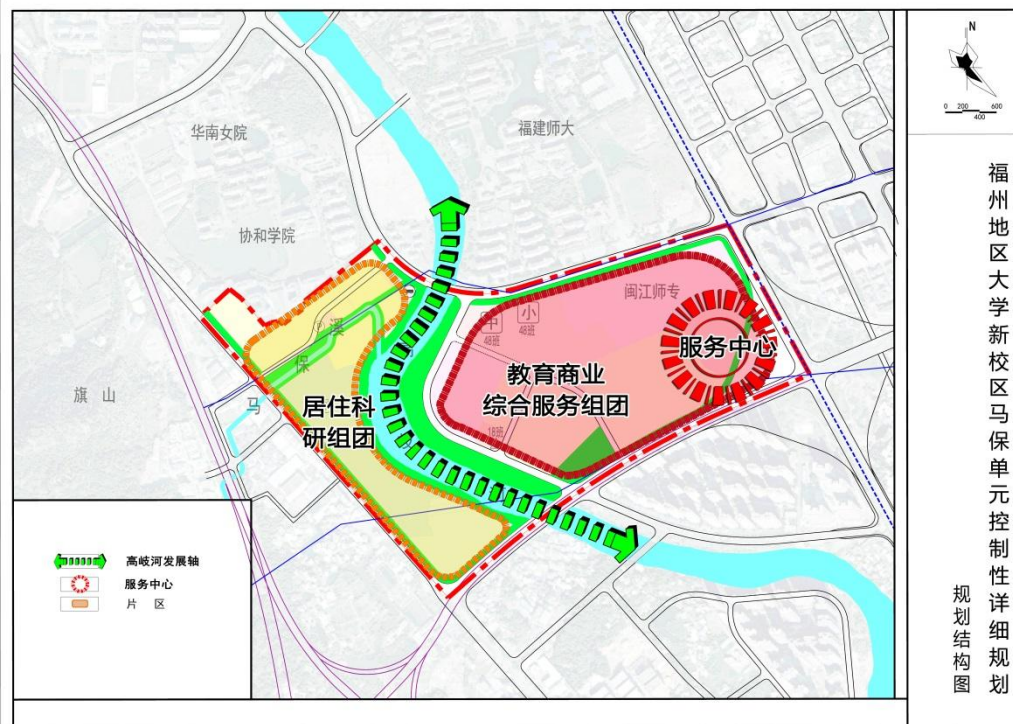 华南女院
福建师大
协和学院
闽江师专
中
小
48班
48班
服务中心
教育商业
综合服务组团
溪
保
马
旗 山
居住科
研组团
18班
高岐河发展轴
服务中心
片 区
N
0 200 600
400
福州地区大学新校区马保单元控制性详细规划
规划结构图